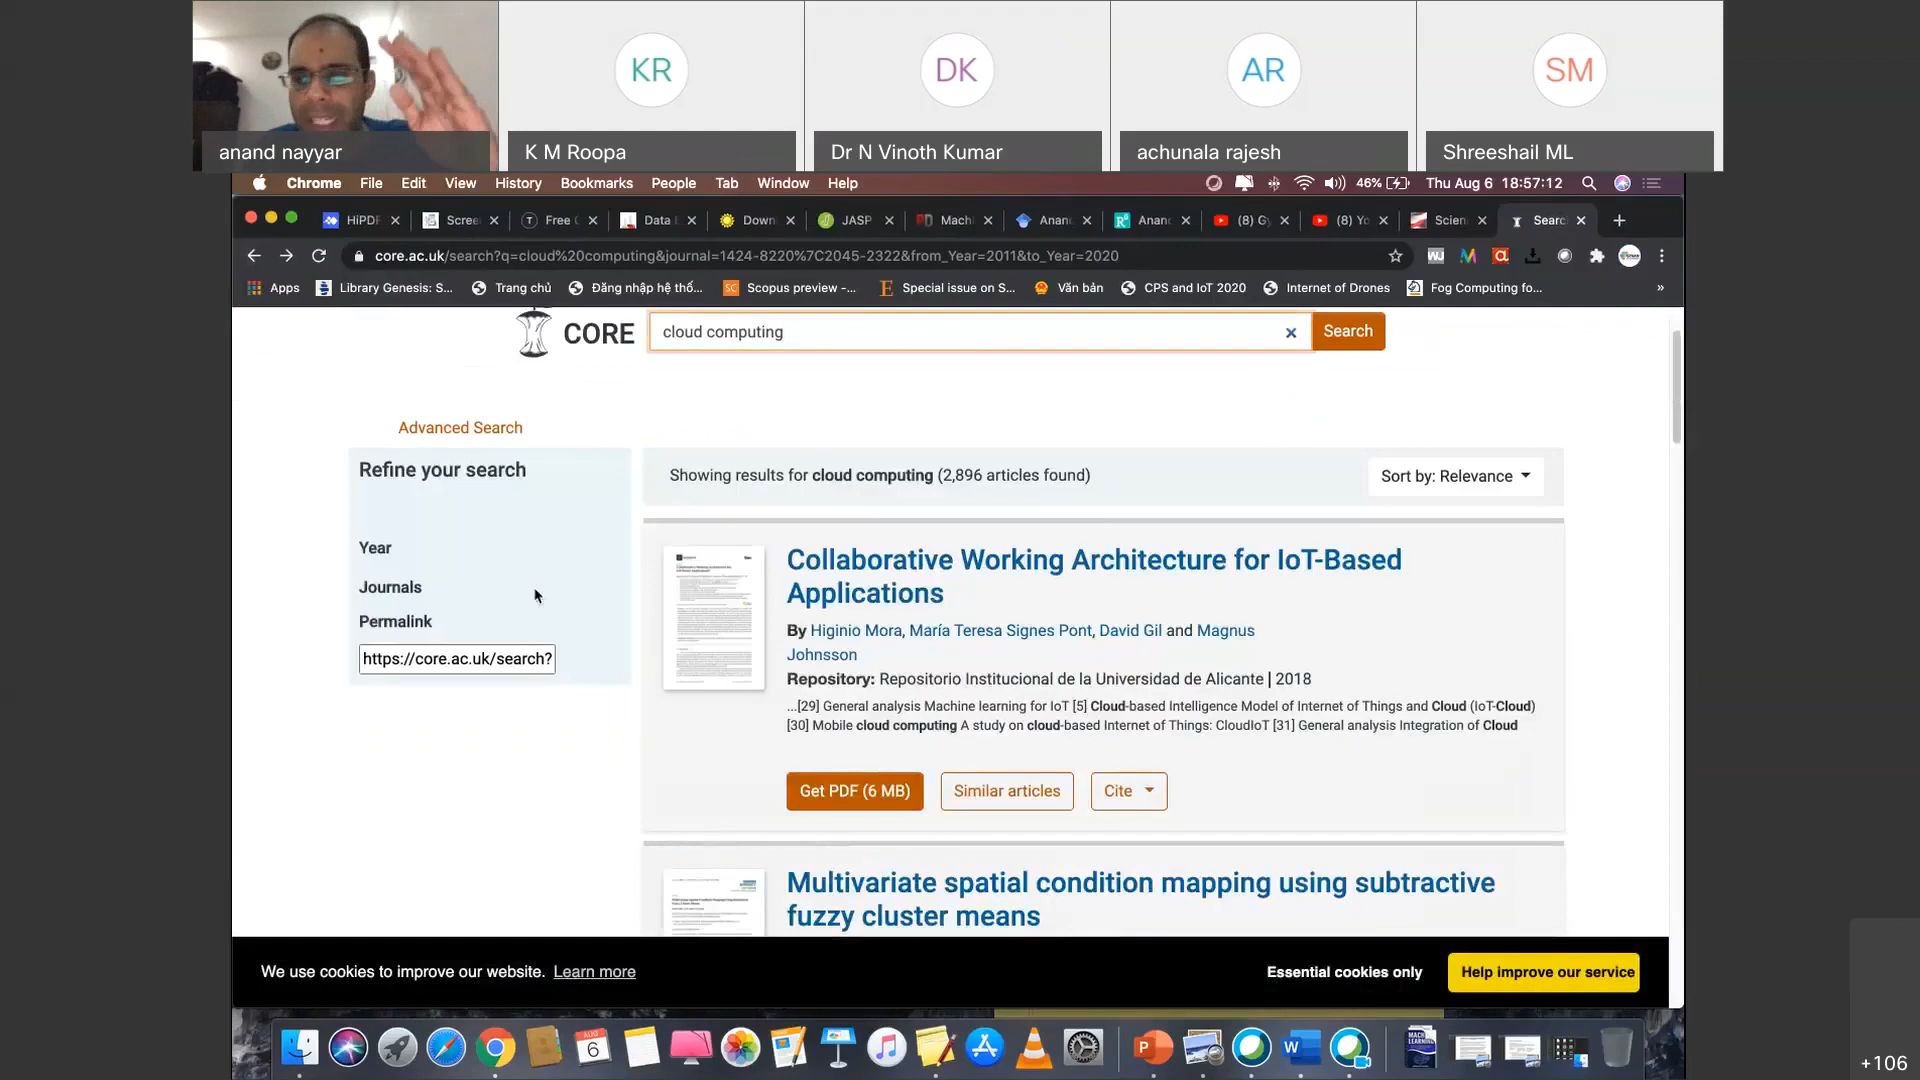 KR
DK
AR
SM
anand nayyar
K M Roopa
Dr N Vinoth Kumar
achunala rajesh
Shreeshail ML
Chrome File Edit View History Bookmarks People Tab Window Help
46% Thu Aug 6 18:57:12
HiPDF
Scree
Free (
Data
Down
JASP
Machi
Anand
Anand
(8) G
(8) Yo
Scien
Searc
core.ac.uk/search?q=cloud%20computing&journal=1424-8220%7C2045-2322&from_Year=2011&to_Year=2020
Apps
Library Genesis: S...
Trang chủ
Đăng nhập hệ thố...
Scopus preview -...
Special issue on S...
Văn bản
CPS and IoT 2020
Internet of Drones
Fog Computing fo...
»
CORE
cloud computing
Search
Advanced Search
Refine your search
Year
Journals
Permalink
https://core.ac.uk/search?
Showing results for cloud computing (2,896 articles found)
Sort by: Relevance
Collaborative Working Architecture for IoT-Based
Applications
By Higinio Mora, María Teresa Signes Pont, David Gil and Magnus
Johnsson
Repository: Repositorio Institucional de la Universidad de Alicante | 2018
...[29] General analysis Machine learning for IoT [5] Cloud-based Intelligence Model of Internet of Things and Cloud (IoT-Cloud)
[30] Mobile cloud computing A study on cloud-based Internet of Things: CloudIoT [31] General analysis Integration of Cloud
Get PDF (6 MB)
Similar articles
Cite
Multivariate spatial condition mapping using subtractive
fuzzy cluster means
We use cookies to improve our website. Learn more
Essential cookies only
Help improve our service
AUG
6
+106